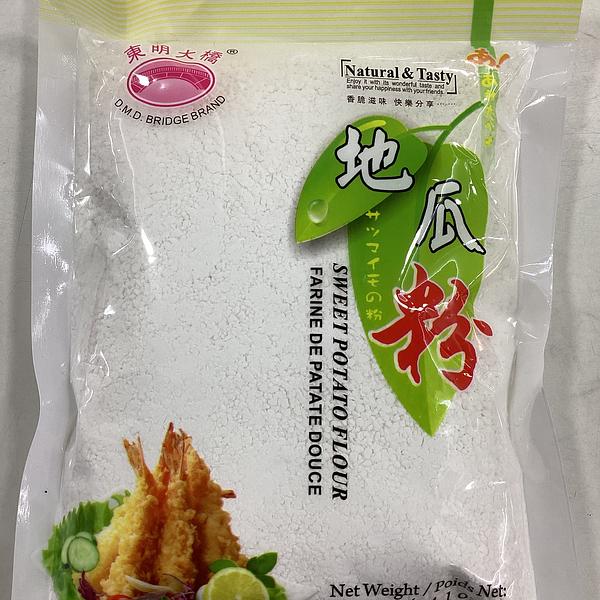 東明大橋®
D.M.D. BRIDGE BRAND
Natural & Tasty
Enjoy it with its wonderful taste and
share your happiness with your friends.
香脆滋味 快樂分享
地瓜粉
サツマイモの粉
SWEET POTATO FLOUR
FARINE DE PATATE DOUCE
Net Weight / Poids Net: